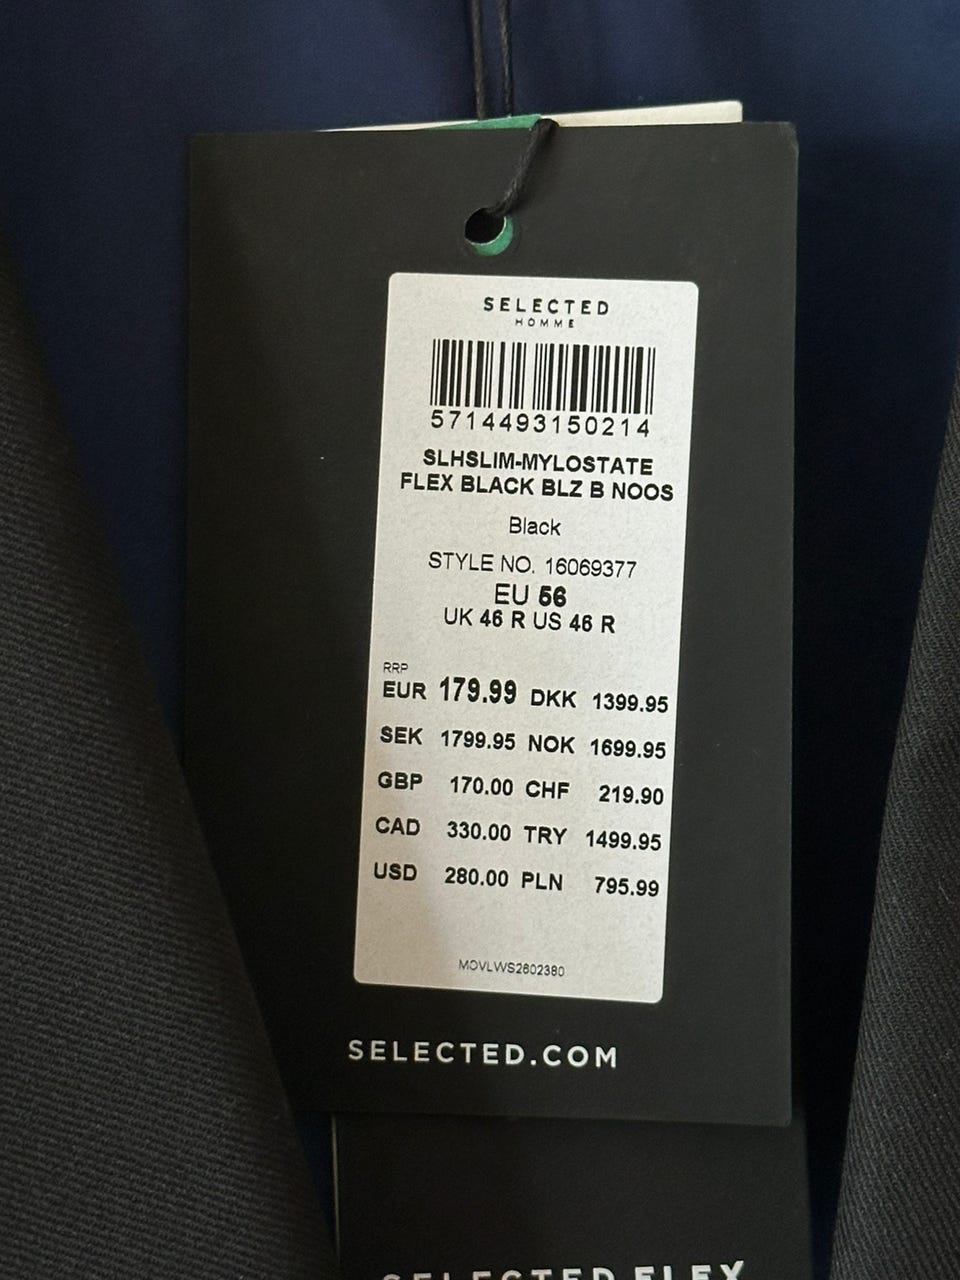 SELECTED
HOMME
5714493150214
SLHSLIM-MYLOSTATE
FLEX BLACK BLZ B NOOS
Black
STYLE NO. 16069377
EU 56
UK 46 R US 46 R
RRP
EUR 179.99 DKK 1399.95
SEK 1799.95 NOK 1699.95
GBP 170.00 CHF 219.90
CAD 330.00 TRY 1499.95
USD 280.00 PLN 795.99
MOVLWS2602380
SELECTED.COM
SELECTED FLEX